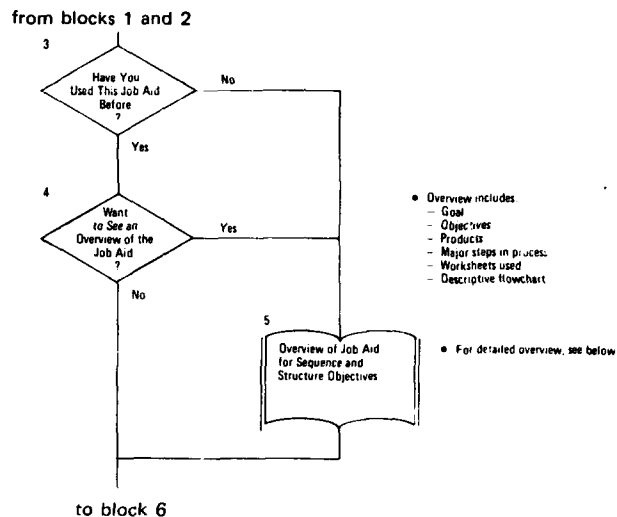 from blocks 1 and 2
3
Have You
Used This Job Aid
Before
?
No
Yes
4
Want
to See an
Overview of the
Job Aid
?
Yes
No
• Overview includes
– Goal
– Objectives
– Products
– Major steps in process
– Worksheets used
– Descriptive flowchart
5
Overview of Job Aid
for Sequence and
Structure Objectives
• For detailed overview, see below
to block 6